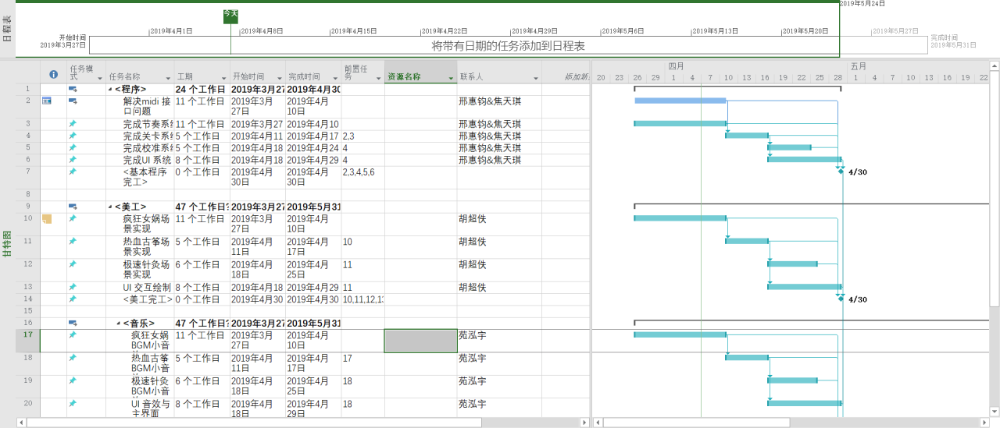 2019年5月24日
今天
2019年4月1日 2019年4月8日 2019年4月15日 2019年4月22日 2019年4月29日 2019年5月6日 2019年5月13日 2019年5月20日 2019年5月27日
日程表
开始时间
2019年3月27日
将带有日期的任务添加到日程表
完成时间
2019年5月31日
甘特图
任务模式 任务名称 工期 开始时间 完成时间 前置任务 资源名称 联系人 添加新
四月 五月
20 23 26 29 1 4 7 10 13 16 19 22 25 28 1 4 7 10 13 16 19 22
1 <程序> 24 个工作日 2019年3月27 2019年4月30
2 解决midi 接口问题 11 个工作日 2019年3月27日 2019年4月10日 邢惠钧&焦天琪
3 完成节奏系 11 个工作日 2019年3月27 2019年4月10 邢惠钧&焦天琪
4 完成关卡系 5 个工作日 2019年4月11 2019年4月17 2,3 邢惠钧&焦天琪
5 完成校准系 5 个工作日 2019年4月18 2019年4月24 4 邢惠钧&焦天琪
6 完成UI 系统 8 个工作日 2019年4月18 2019年4月29 4 邢惠钧&焦天琪
7 <基本程序完工> 0 个工作日 2019年4月30日 2019年4月30日 2,3,4,5,6 4/30
8
9 <美工> 47 个工作日? 2019年3月27 2019年5月31
10 疯狂女娲场景实现 11 个工作日 2019年3月27日 2019年4月10日 胡超佚
11 热血古筝场景实现 5 个工作日 2019年4月11日 2019年4月17日 10 胡超佚
12 极速针灸场景实现 6 个工作日 2019年4月18日 2019年4月25日 11 胡超佚
13 UI 交互绘制 8 个工作日 2019年4月18 2019年4月29 11 胡超佚
14 <美工完工> 0 个工作日 2019年4月30 2019年4月30 10,11,12,13 4/30
15
16 <音乐> 47 个工作日? 2019年3月27 2019年5月31
17 疯狂女娲BGM小音 11 个工作日 2019年3月27日 2019年4月10日 苑泓宇
18 热血古筝BGM小音 5 个工作日 2019年4月11日 2019年4月17日 17 苑泓宇
19 极速针灸BGM小音 6 个工作日 2019年4月18日 2019年4月25日 18 苑泓宇
20 UI 音效与主界面 8 个工作日 2019年4月18日 2019年4月29日 18 苑泓宇